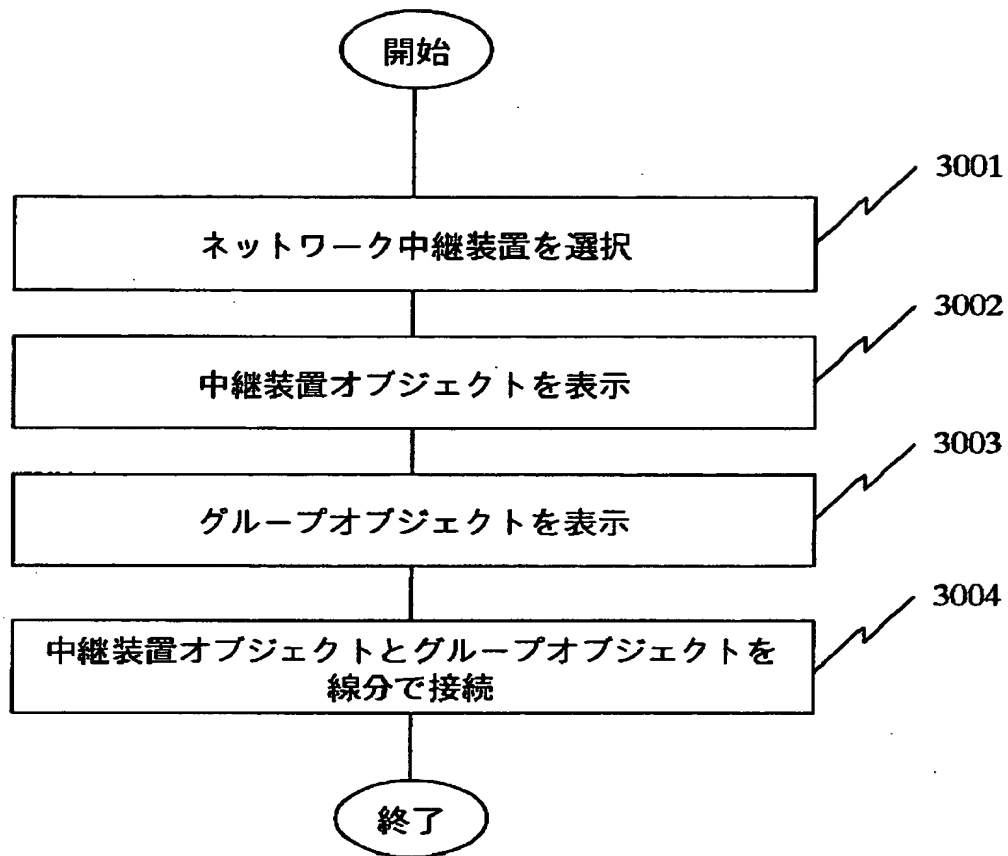 開始
3001
ネットワーク中継装置を選択
3002
中継装置オブジェクトを表示
3003
グループオブジェクトを表示
3004
中継装置オブジェクトとグループオブジェクトを
線分で接続
終了